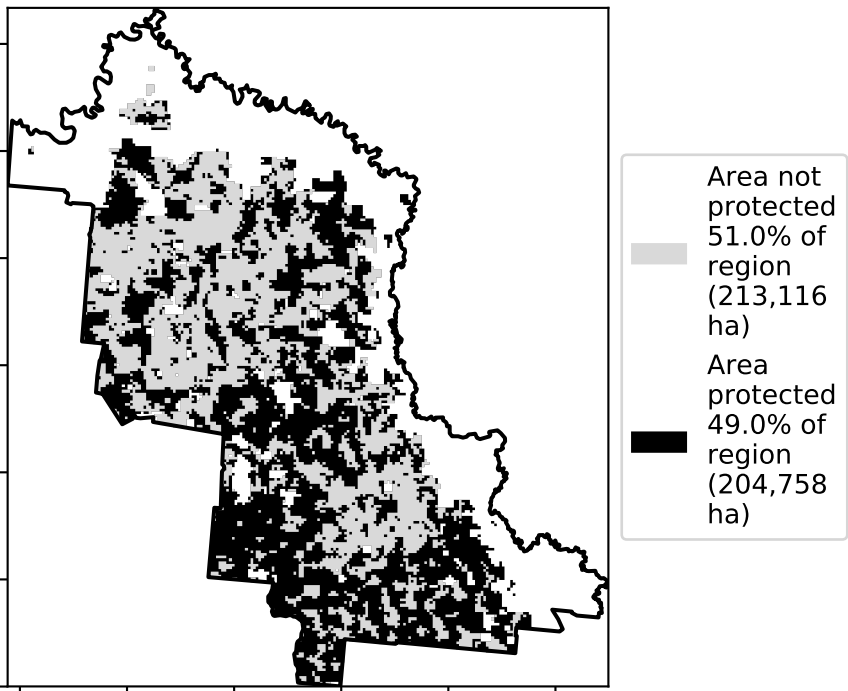 Area not
protected
51.0% of
region
(213,116
ha)
Area
protected
49.0% of
region
(204,758
ha)